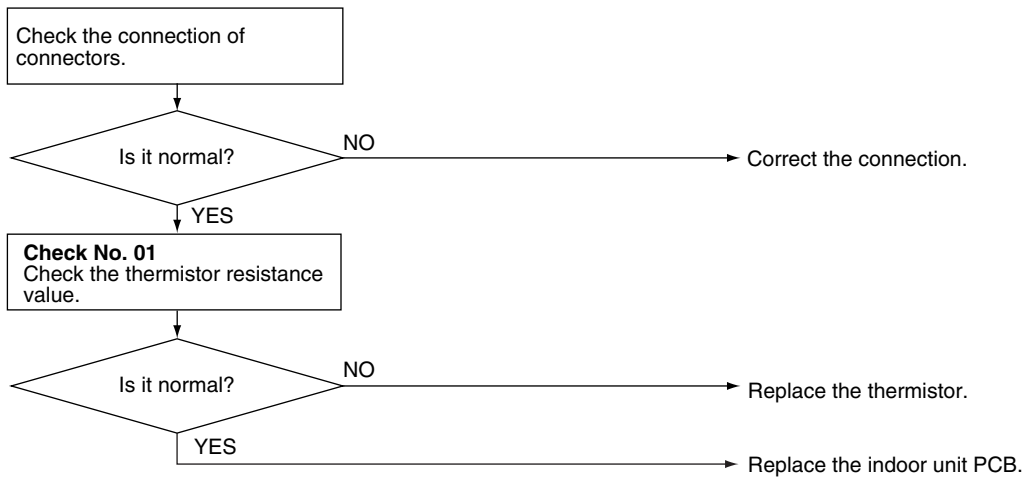 Check the connection of
connectors.
Is it normal?
NO
Correct the connection.
YES
Check No. 01
Check the thermistor resistance
value.
Is it normal?
NO
Replace the thermistor.
YES
Replace the indoor unit PCB.